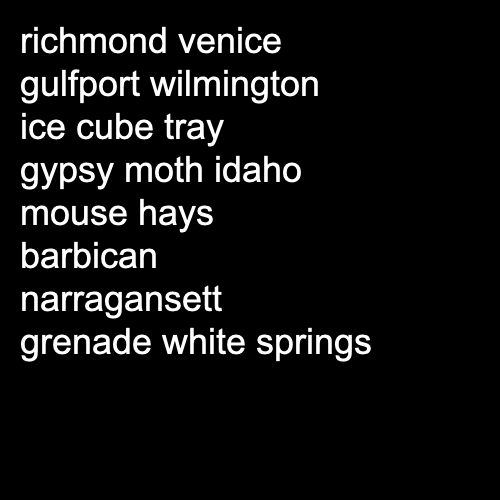 richmond venice
gulfport wilmington
ice cube tray
gypsy moth idaho
mouse hays
barbican
narragansett
grenade white springs